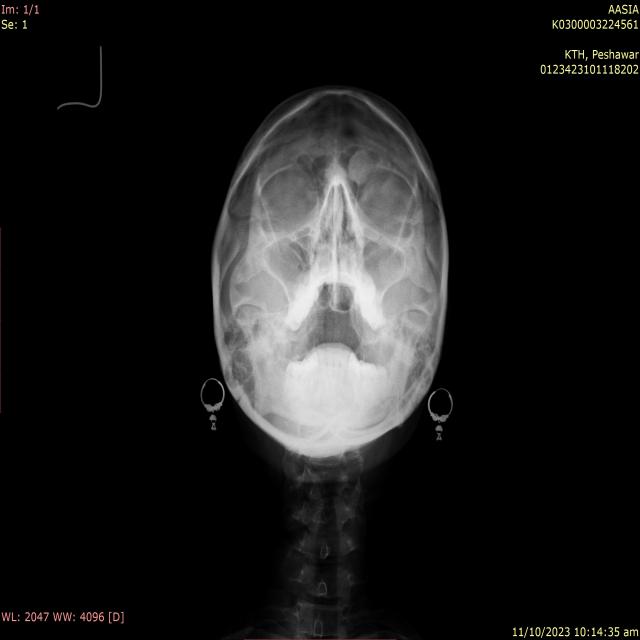 Im: 1/1
Se: 1
AASIA
K0300003224561
KTH, Peshawar
0123423101118202
WL: 2047 WW: 4096 [D]
11/10/2023 10:14:35 am